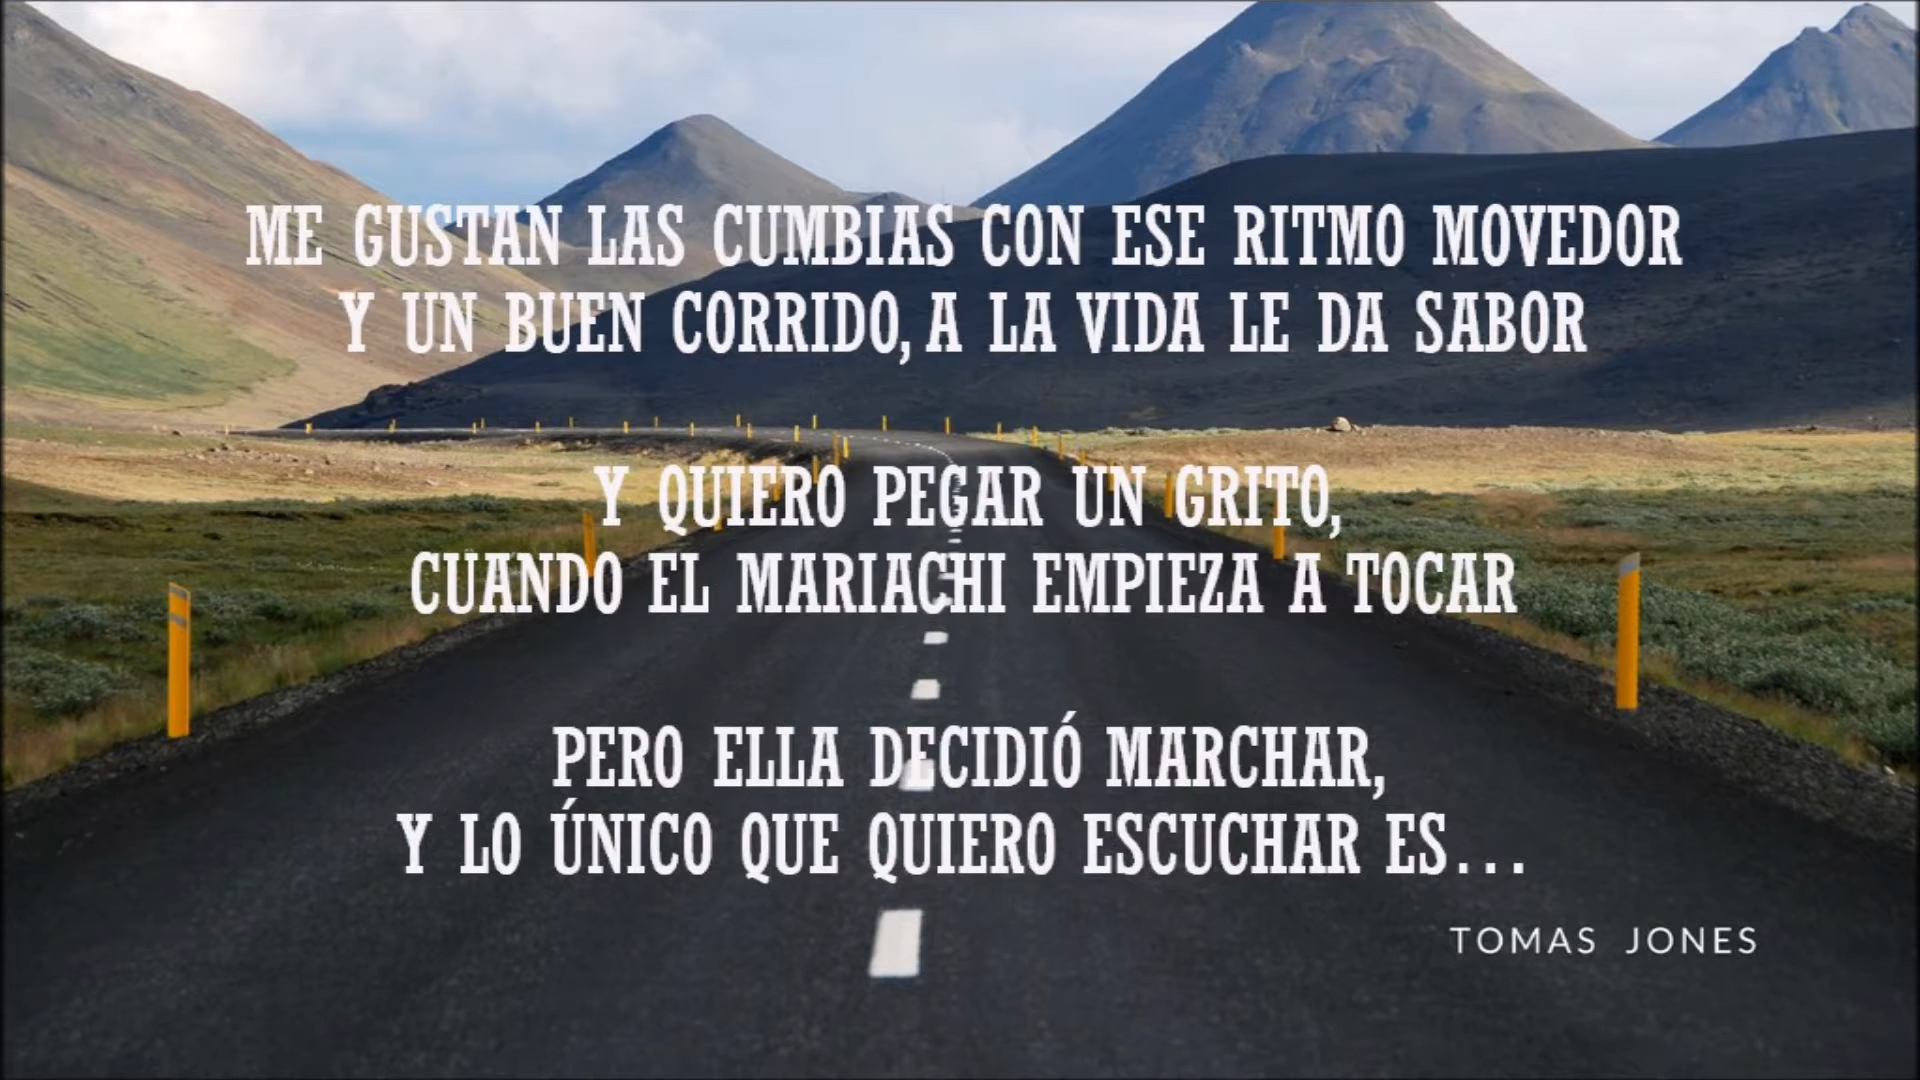 ME GUSTAN LAS CUMBIAS CON ESE RITMO MOVEDOR
Y UN BUEN CORRIDO, A LA VIDA LE DA SABOR
Y QUIERO PEGAR UN GRITO,
CUANDO EL MARIACHI EMPIEZA A TOCAR
PERO ELLA DECIDIÓ MARCHAR,
Y LO ÚNICO QUE QUIERO ESCUCHAR ES...
TOMAS JONES